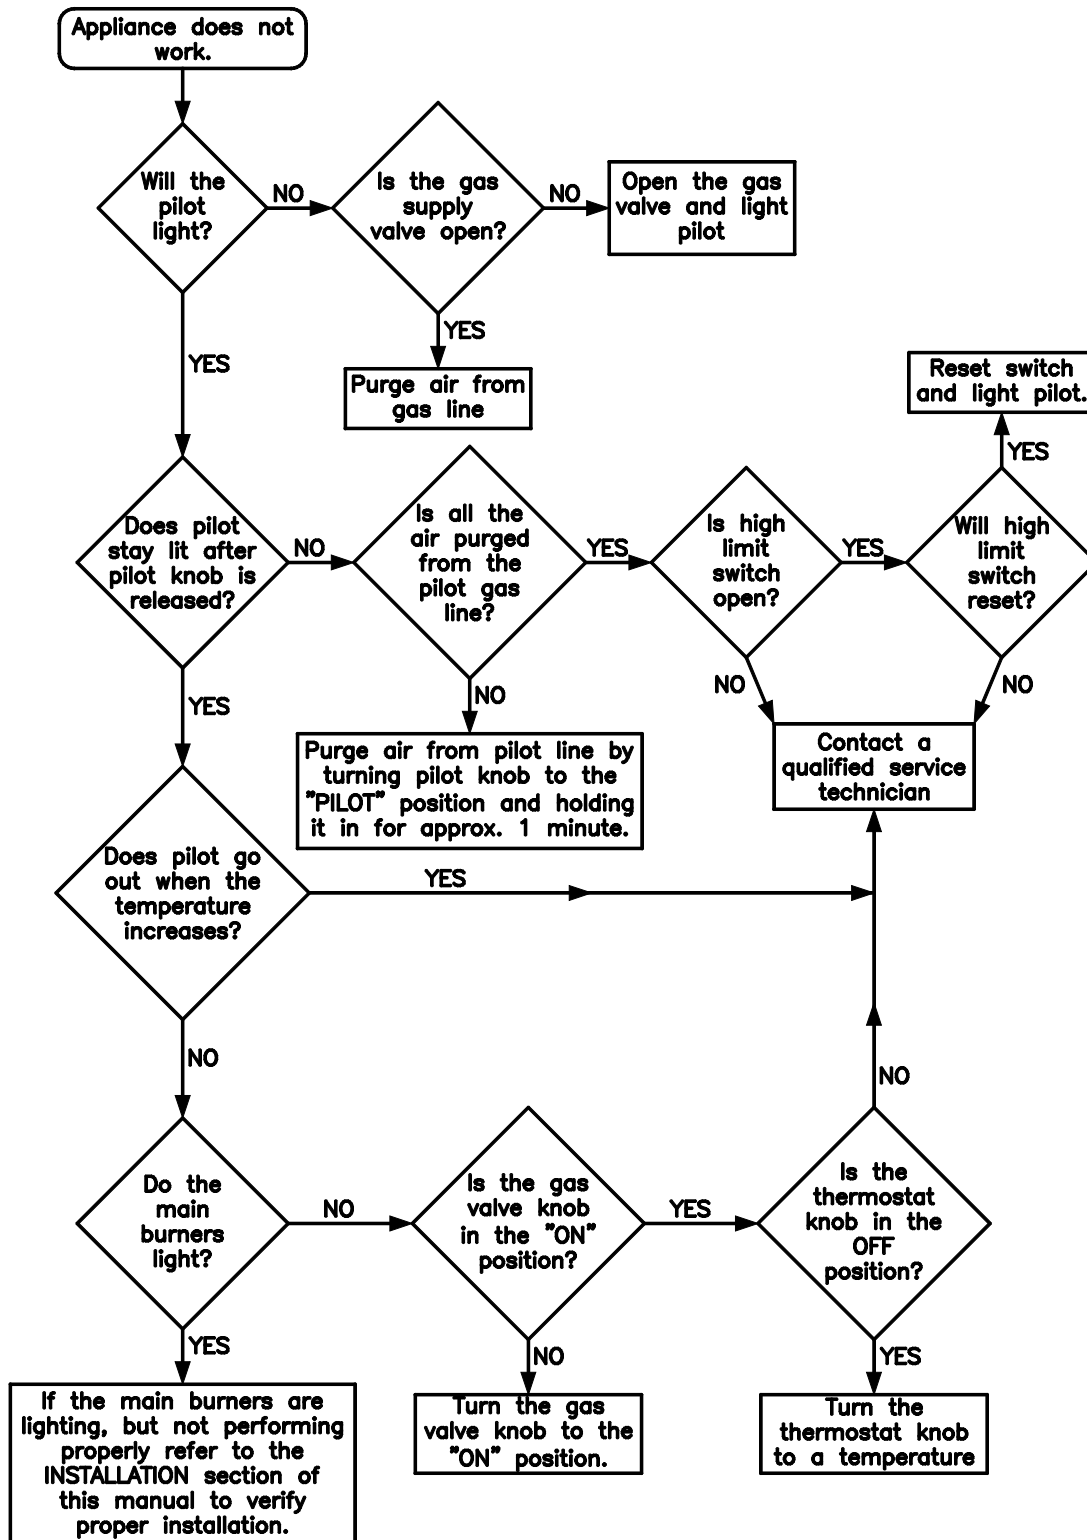 Appliance does not
work.
Will the
pilot
light?
NO
Is the gas
supply
valve open?
NO
Open the gas
valve and light
pilot
YES
Purge air from
gas line
YES
Reset switch
and light pilot.
YES
Does pilot
stay lit after
pilot knob is
released?
NO
Is all the
air purged
from the
pilot gas
line?
YES
Is high
limit
switch
open?
YES
Will high
limit
switch
reset?
NO
NO
NO
Purge air from pilot line by
turning pilot knob to the
"PILOT" position and holding
it in for approx. 1 minute.
Contact a
qualified service
technician
YES
Does pilot go
out when the
temperature
increases?
YES
NO
NO
Do the
main
burners
light?
NO
Is the gas
valve knob
in the "ON"
position?
YES
Is the
thermostat
knob in the
OFF
position?
YES
If the main burners are
lighting, but not performing
properly refer to the
INSTALLATION section of
this manual to verify
proper installation.
NO
Turn the gas
valve knob to the
"ON" position.
YES
Turn the
thermostat knob
to a temperature